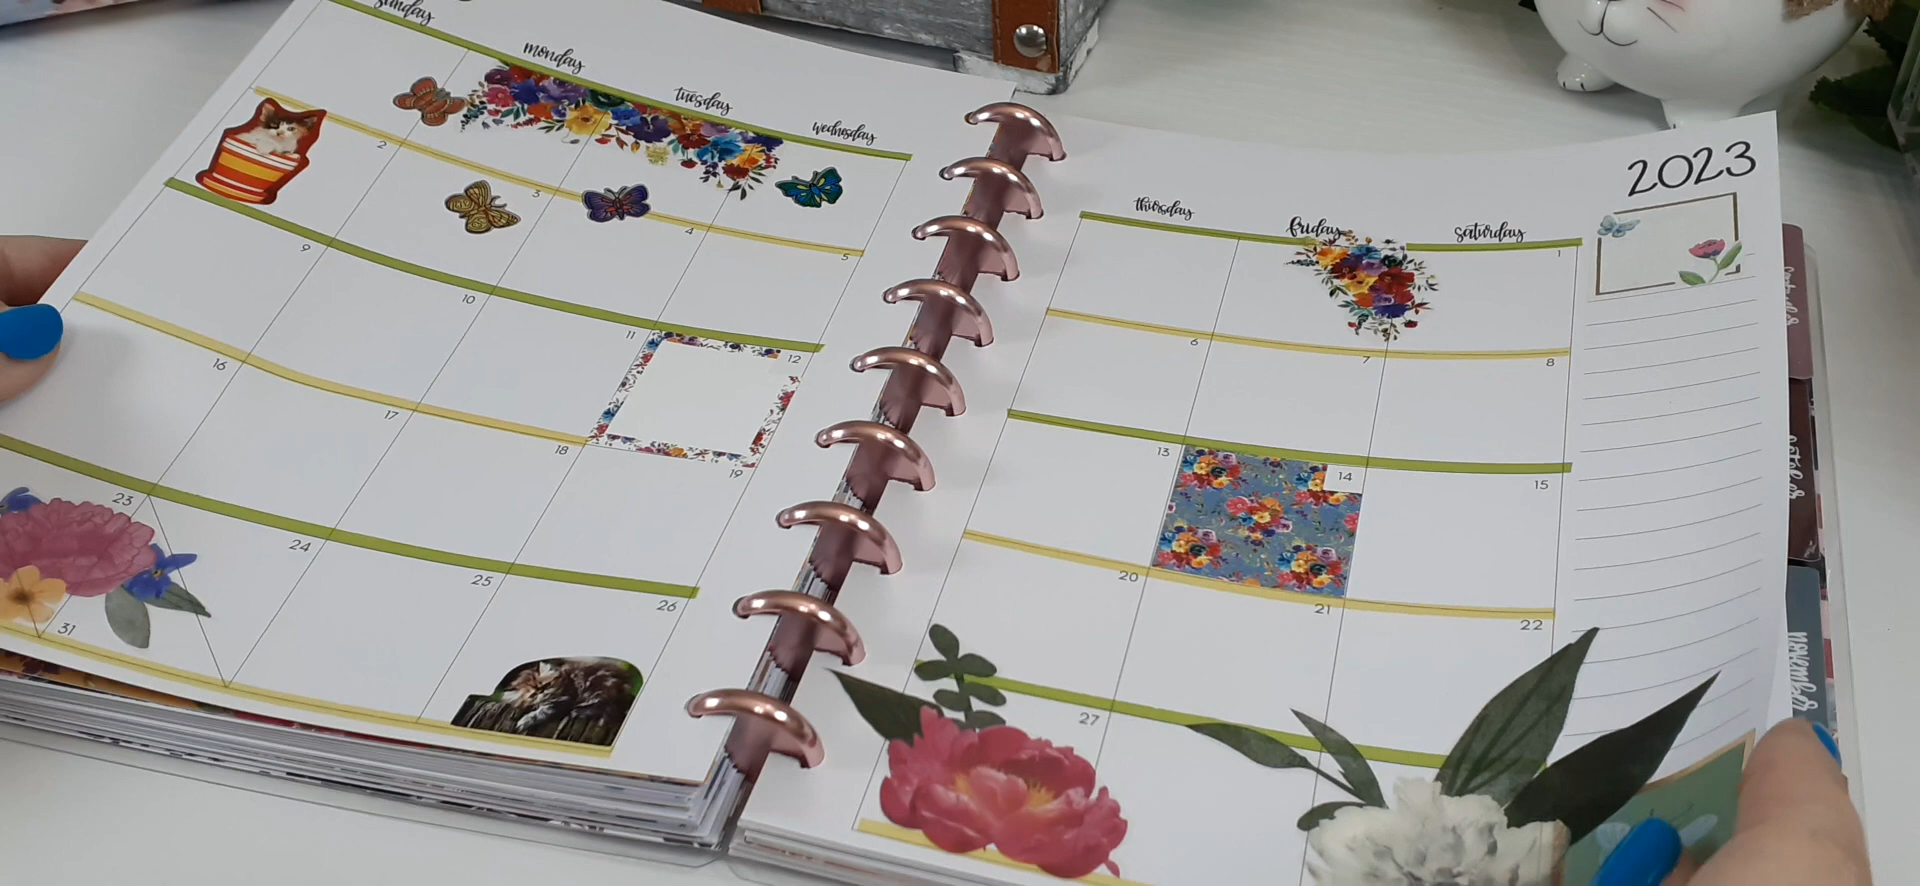 sunday
monday
tuesday
wednesday
2 3 4 5
9 10 11 12
16 17 18 19
23 24 25 26
31
2023
thursday friday saturday
1
6 7 8
13 14 15
20 21 22
27
november